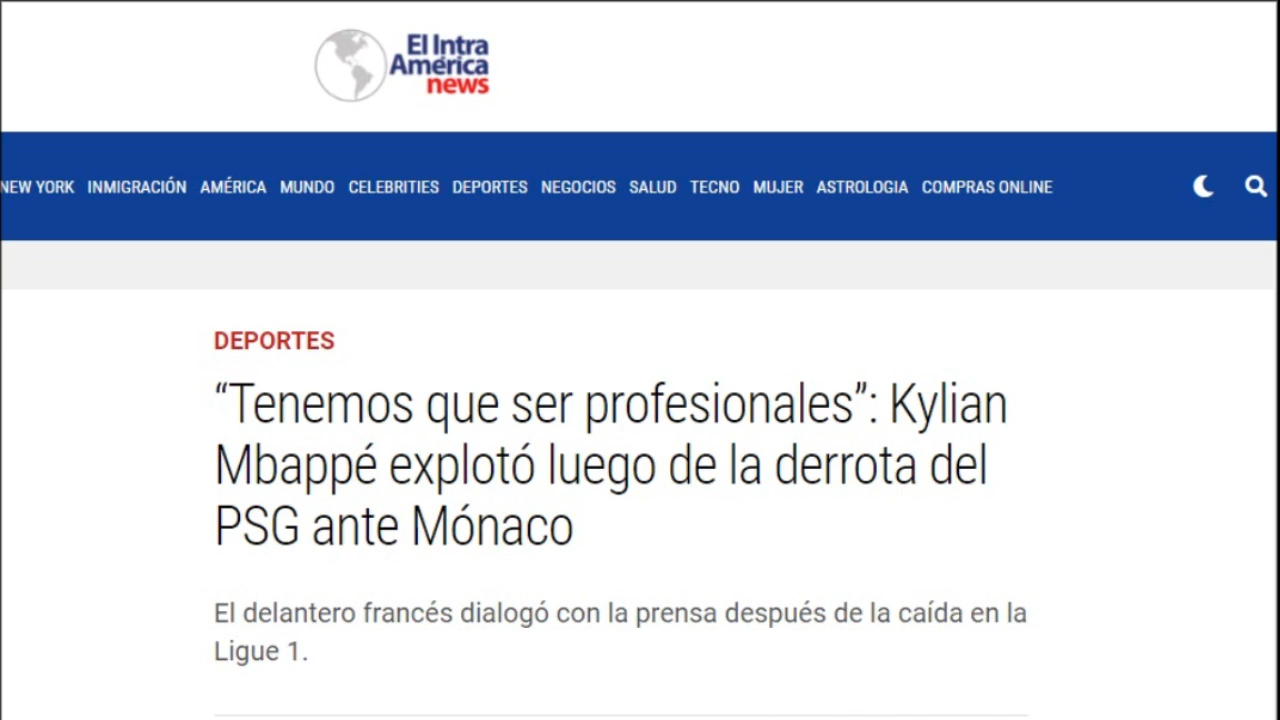 El Intra
América
news
NEW YORK INMIGRACIÓN AMÉRICA MUNDO CELEBRITIES DEPORTES NEGOCIOS SALUD TECNO MUJER ASTROLOGIA COMPRAS ONLINE
DEPORTES
“Tenemos que ser profesionales”: Kylian
Mbappé explotó luego de la derrota del
PSG ante Mónaco
El delantero francés dialogó con la prensa después de la caída en la
Ligue 1.